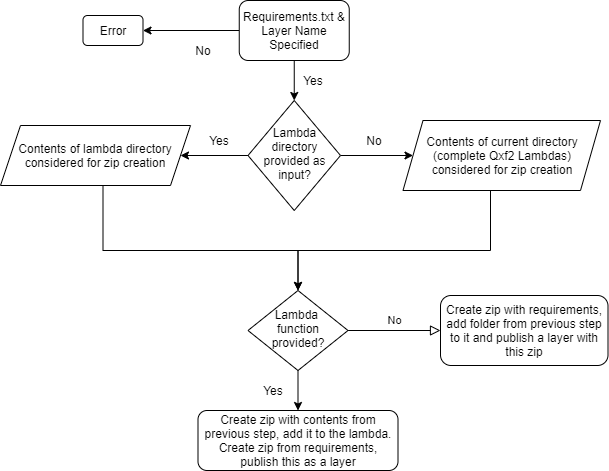 Requirements.txt &
Layer Name
Specified
Error
No
Yes
Lambda
directory
provided as
input?
Yes
No
Contents of lambda directory
considered for zip creation
Contents of current directory
(complete Qxf2 Lambdas)
considered for zip creation
Lambda
function
provided?
No
Create zip with requirements,
add folder from previous step
to it and publish a layer with
this zip
Yes
Create zip with contents from
previous step, add it to the lambda.
Create zip from requirements,
publish this as a layer